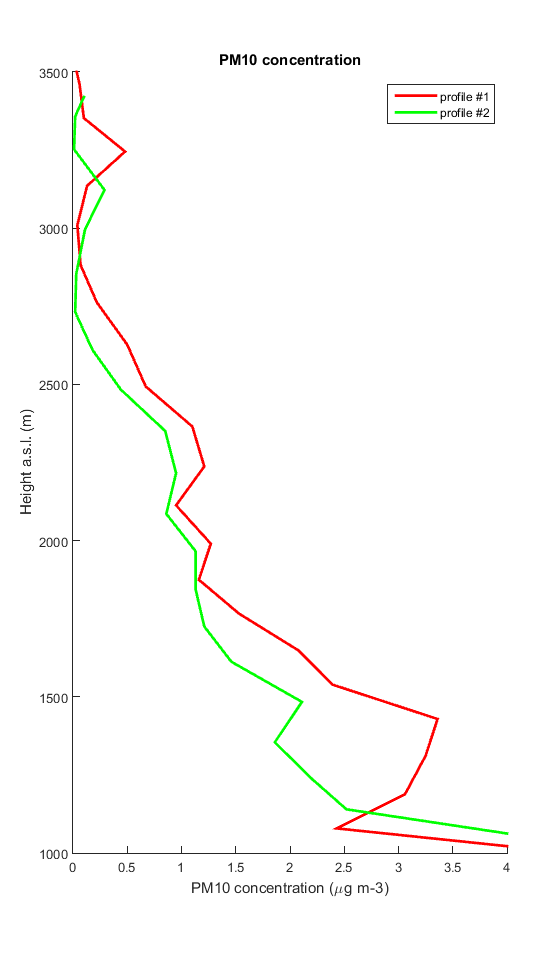 PM10 concentration
profile #1
profile #2
3500
3000
2500
2000
1500
1000
Height a.s.l. (m)
0 0.5 1 1.5 2 2.5 3 3.5 4
PM10 concentration (μg m-3)